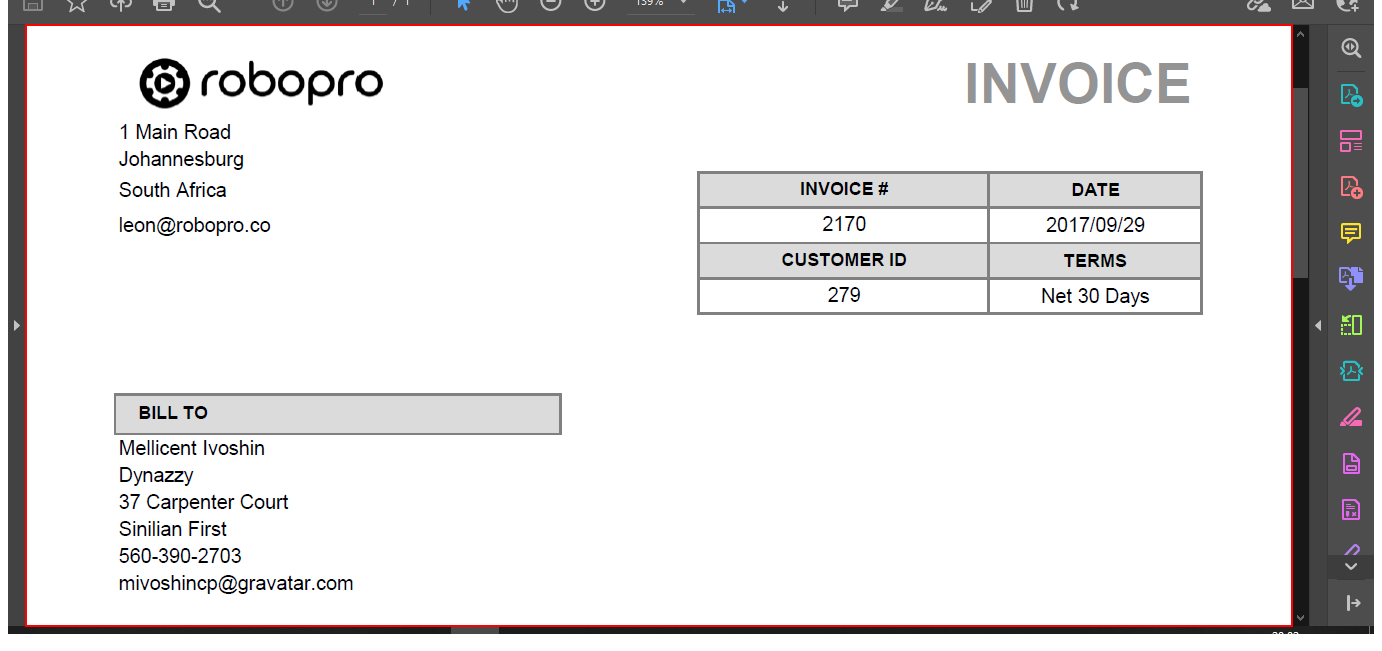 139%
robopro
INVOICE
1 Main Road
Johannesburg
South Africa
leon@robopro.co
INVOICE # DATE
2170 2017/09/29
CUSTOMER ID TERMS
279 Net 30 Days
BILL TO
Mellicent Ivoshin
Dynazzy
37 Carpenter Court
Sinilian First
560-390-2703
mivoshincp@gravatar.com